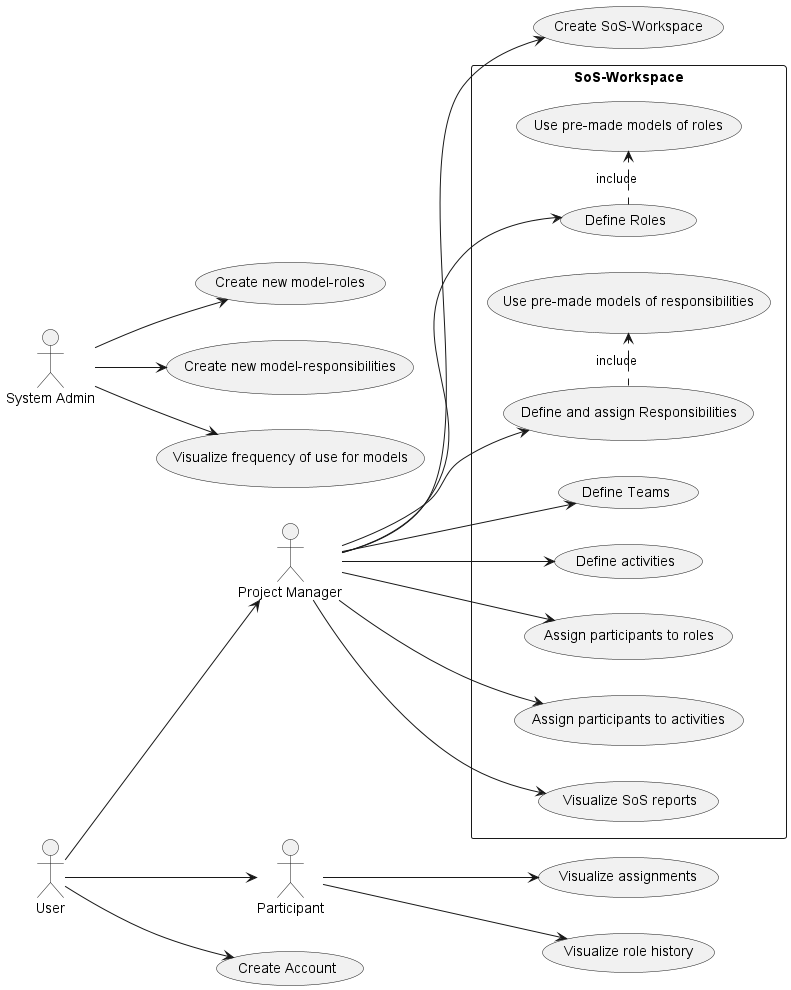 Create SoS-Workspace
SoS-Workspace
Use pre-made models of roles
include
Define Roles
Use pre-made models of responsibilities
include
Define and assign Responsibilities
Define Teams
Define activities
Assign participants to roles
Assign participants to activities
Visualize SoS reports
Create new model-roles
Create new model-responsibilities
Visualize frequency of use for models
System Admin
Project Manager
User
Participant
Create Account
Visualize assignments
Visualize role history